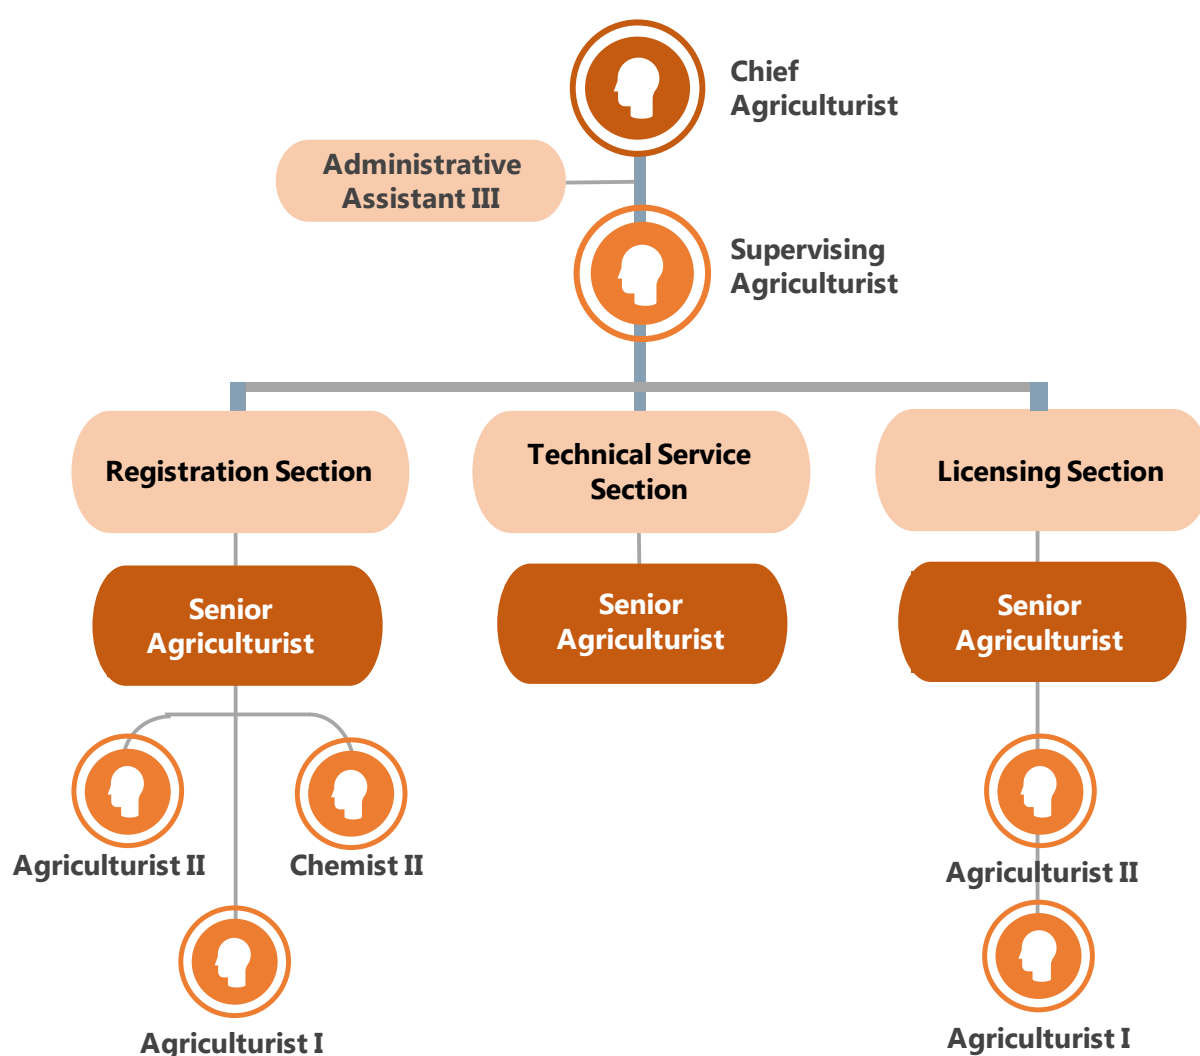 Chief
Agriculturist
Administrative
Assistant III
Supervising
Agriculturist
Registration Section
Technical Service
Section
Licensing Section
Senior
Agriculturist
Senior
Agriculturist
Senior
Agriculturist
Agriculturist II
Chemist II
Agriculturist II
Agriculturist I
Agriculturist I